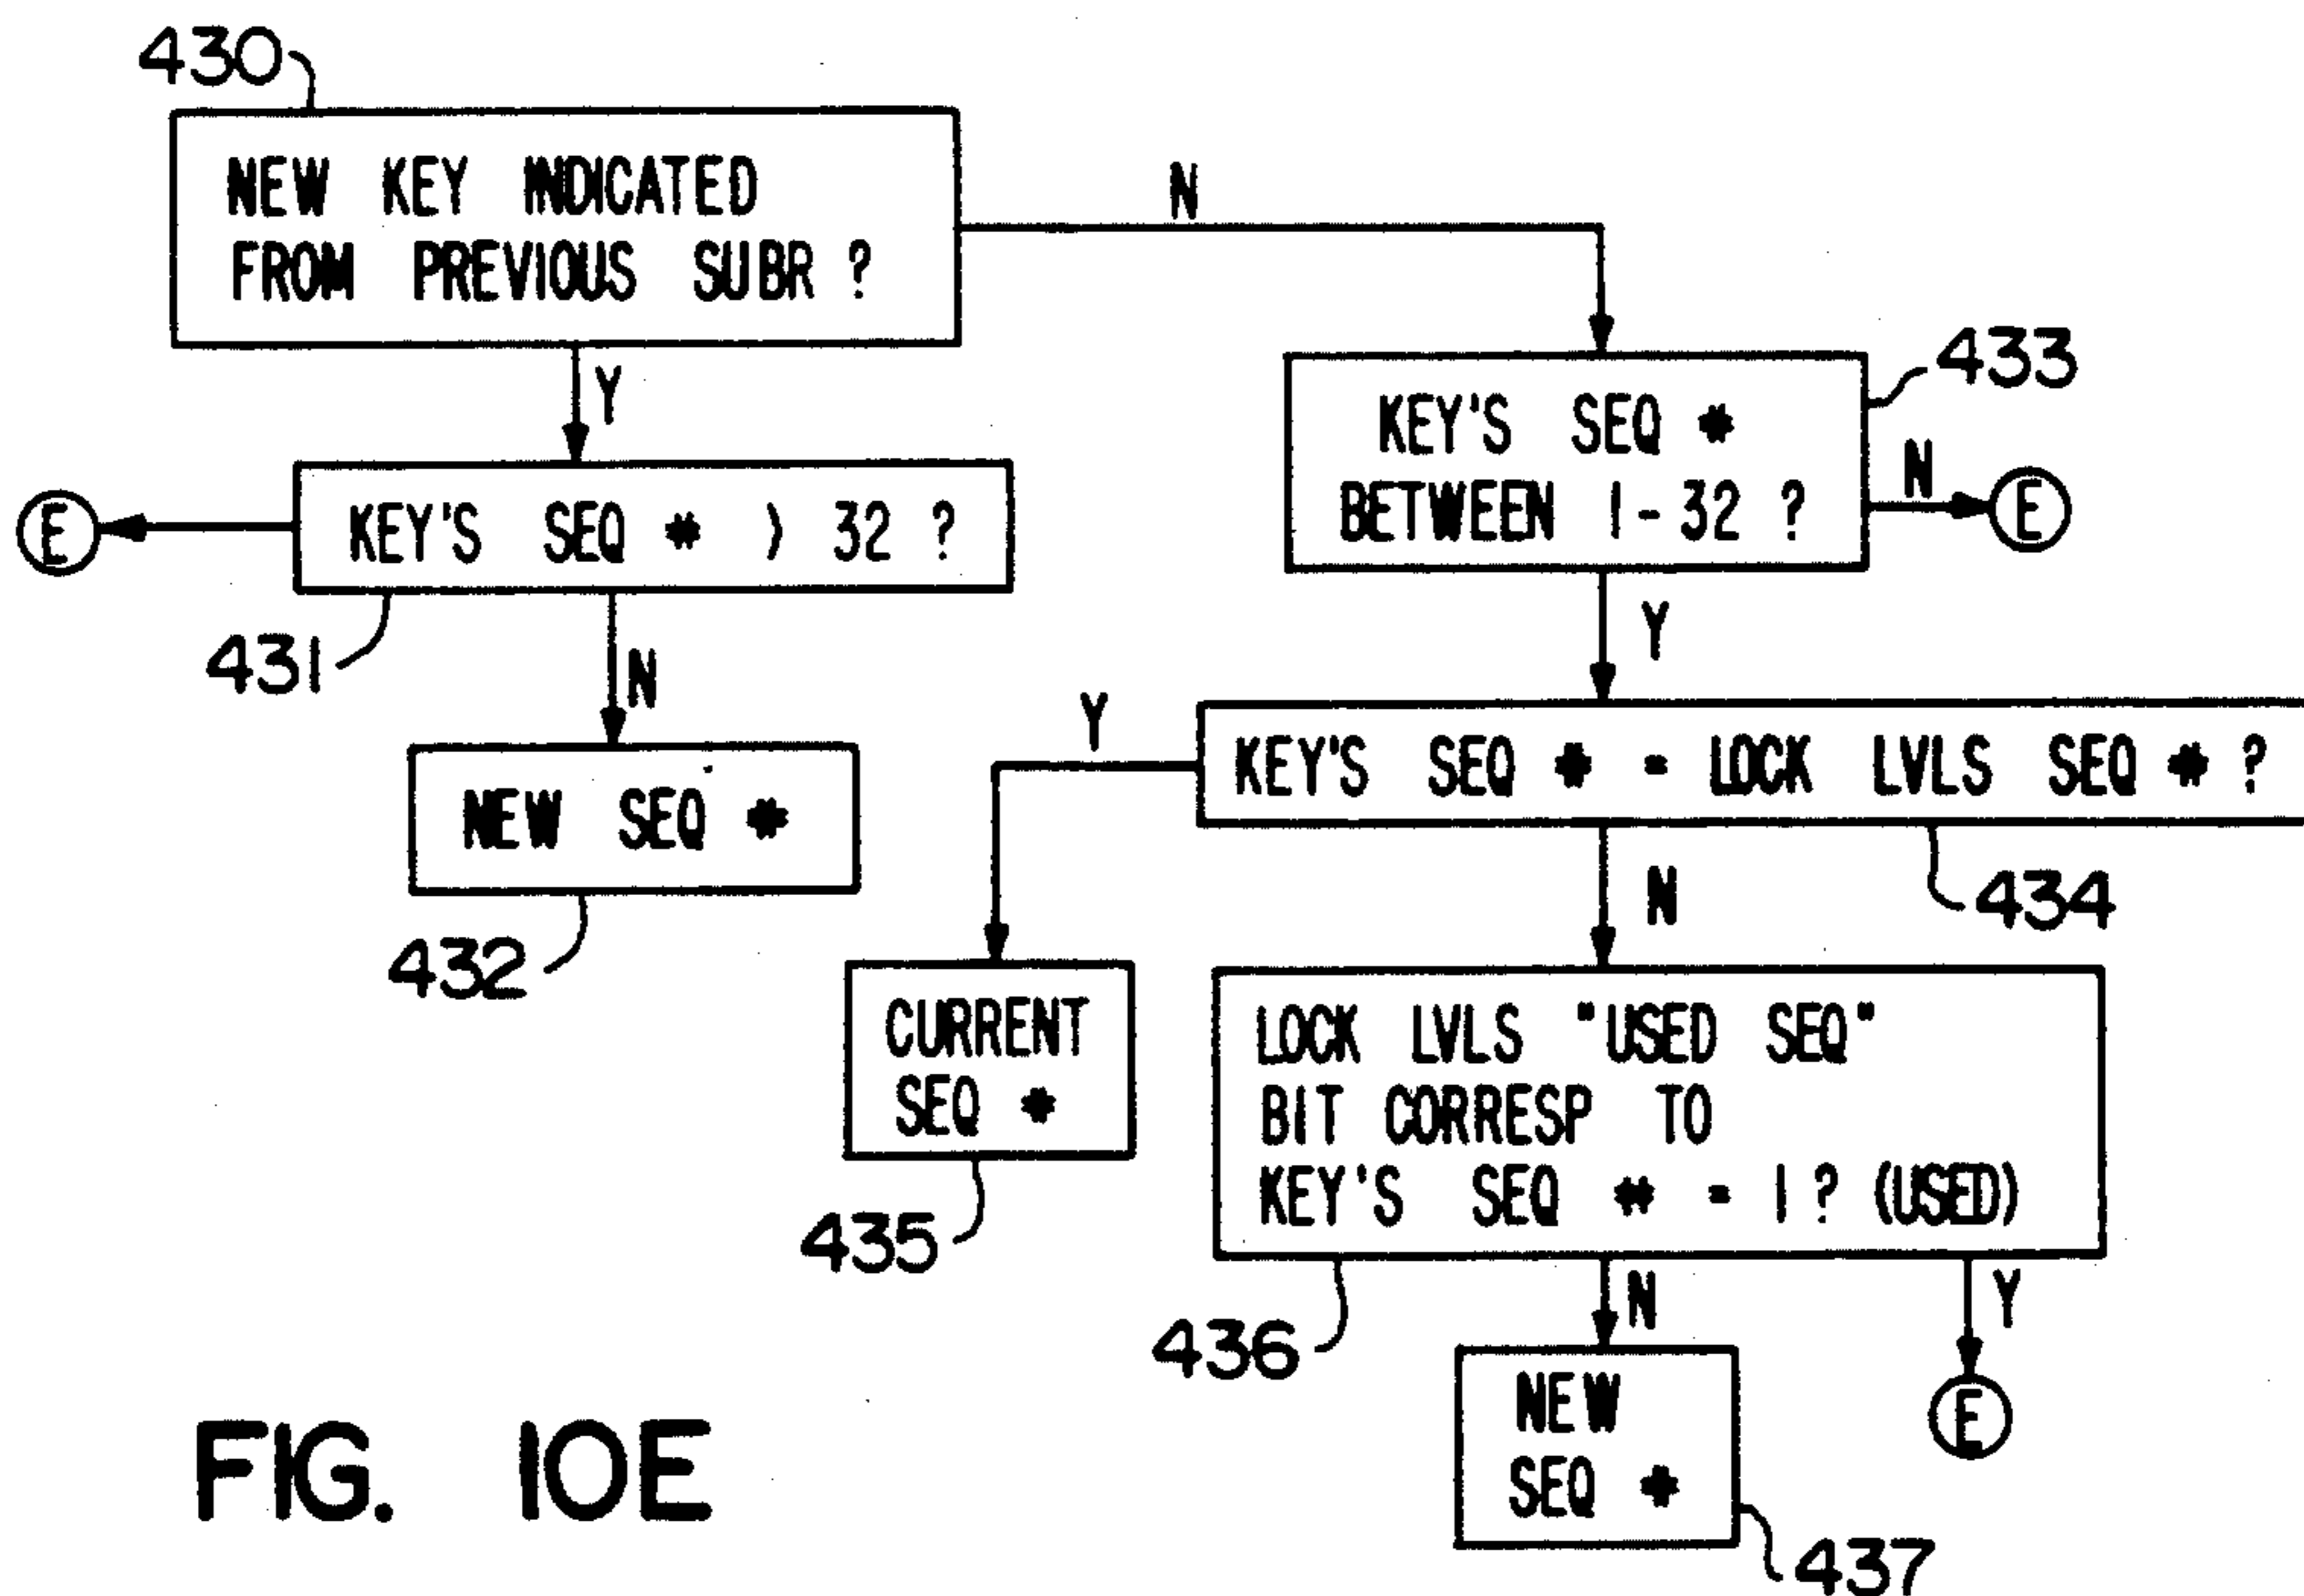 430
NEW KEY INDICATED
FROM PREVIOUS SUBR ?
N
Y
433
KEY'S SEQ *
BETWEEN 1-32 ?
N
E
E
KEY'S SEQ * ) 32 ?
431
N
Y
Y
KEY'S SEQ * = LOCK LVLS SEQ * ?
434
NEW SEQ *
432
N
CURRENT
SEQ *
435
LOCK LVLS "USED SEQ"
BIT CORRESP TO
KEY'S SEQ * = 1 ? (USED)
436
N
Y
NEW
SEQ *
E
437
FIG. 10E